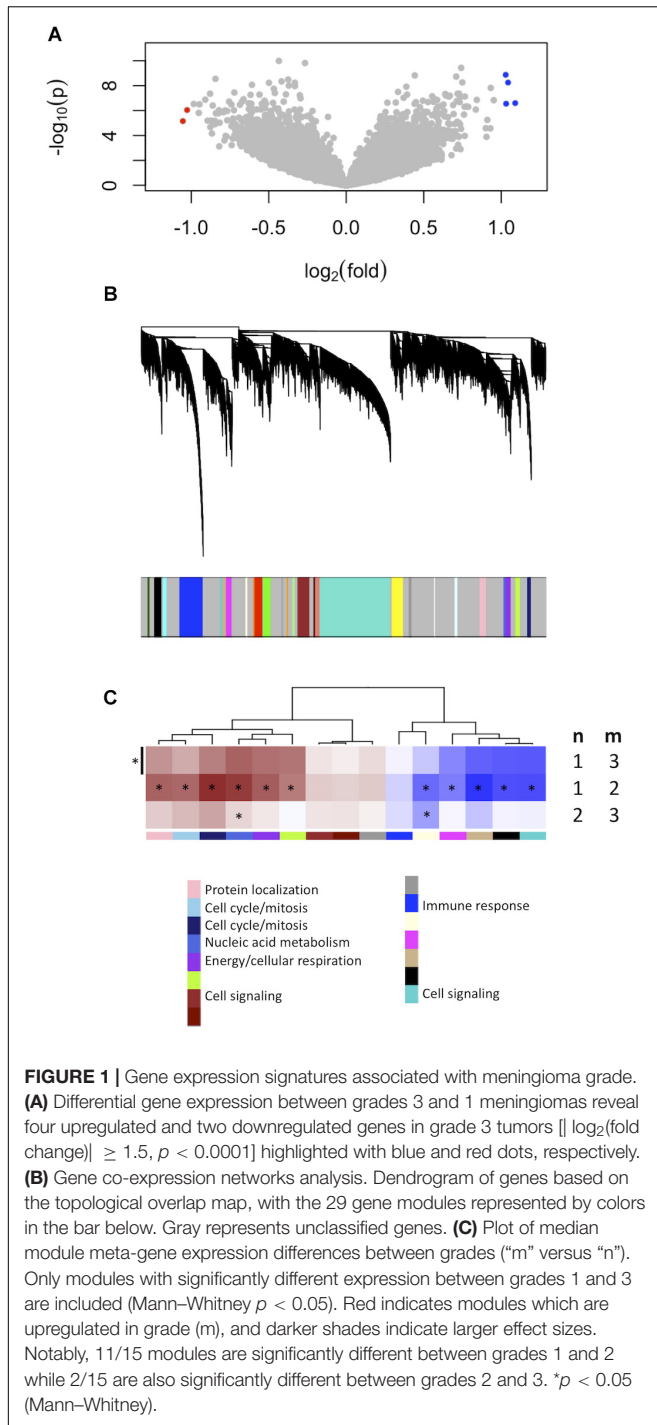 A
-log10(p)
8
4
0
-1.0 -0.5 0.0 0.5 1.0
log2(fold)
B
C
n m
* 1 3
* * * * * * * * * * * 1 2
* * 2 3
Protein localization
Cell cycle/mitosis
Cell cycle/mitosis
Nucleic acid metabolism
Energy/cellular respiration
Cell signaling
Immune response
Cell signaling
FIGURE 1 | Gene expression signatures associated with meningioma grade.
(A) Differential gene expression between grades 3 and 1 meningiomas reveal
four upregulated and two downregulated genes in grade 3 tumors [| log2(fold
change)| ≥ 1.5, p < 0.0001] highlighted with blue and red dots, respectively.
(B) Gene co-expression networks analysis. Dendrogram of genes based on
the topological overlap map, with the 29 gene modules represented by colors
in the bar below. Gray represents unclassified genes. (C) Plot of median
module meta-gene expression differences between grades (“m” versus “n”).
Only modules with significantly different expression between grades 1 and 3
are included (Mann–Whitney p < 0.05). Red indicates modules which are
upregulated in grade (m), and darker shades indicate larger effect sizes.
Notably, 11/15 modules are significantly different between grades 1 and 2
while 2/15 are also significantly different between grades 2 and 3. *p < 0.05
(Mann–Whitney).